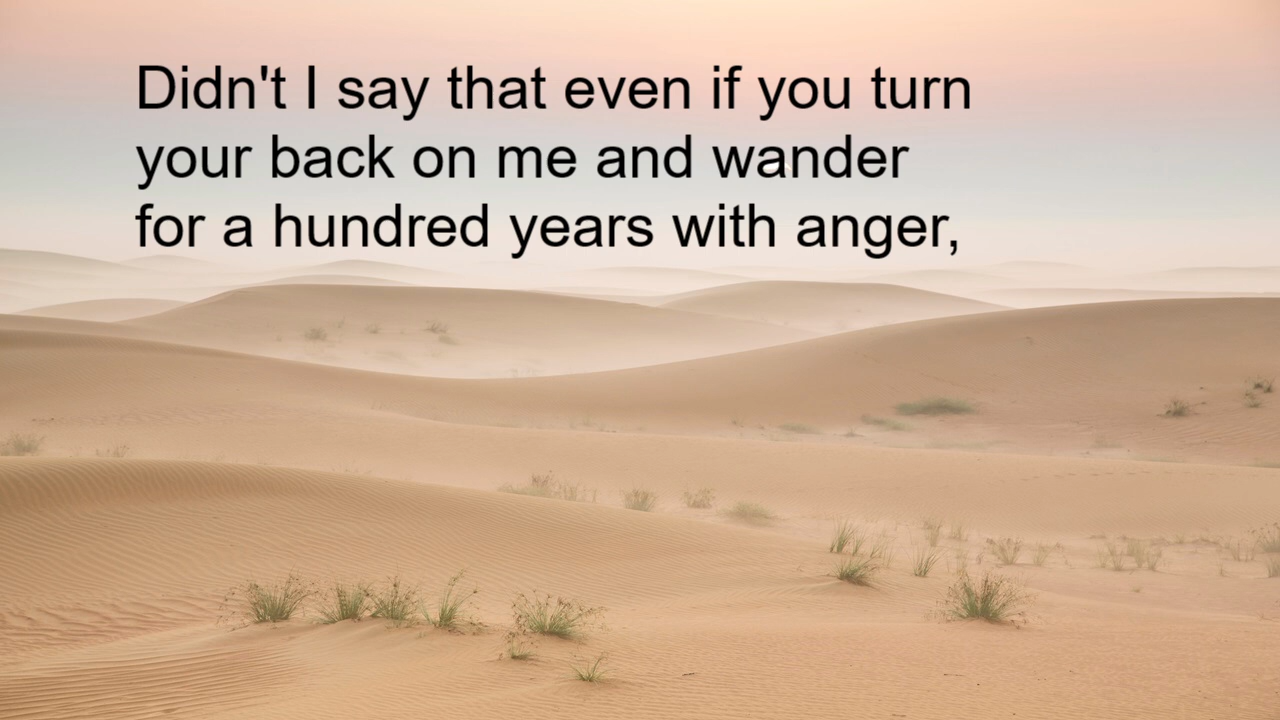 Didn't I say that even if you turn
your back on me and wander
for a hundred years with anger,